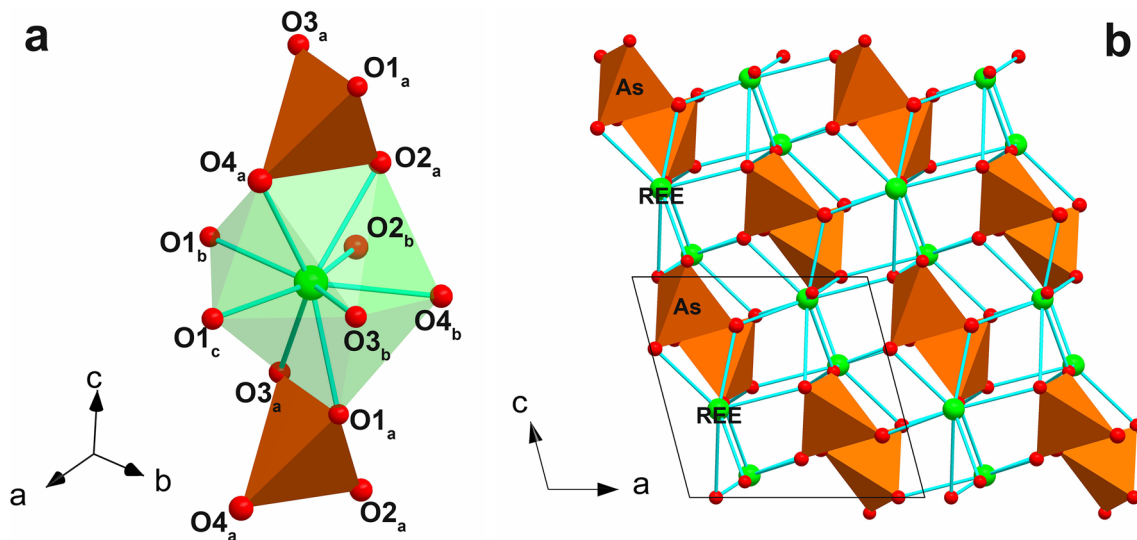 a
O3a
O1a
O4a
O2a
O1b
O2b
O1c
O3b
O4b
O3a
O1a
O4a
O2a
c
a
b
b
As
REE
As
REE
c
a